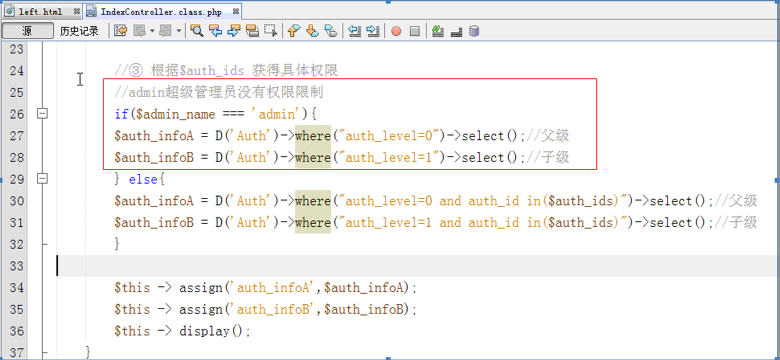 left.html IndexController.class.php
源 历史记录
23
24 //③ 根据$auth_ids 获得具体权限
25 //admin超级管理员没有权限限制
26 if($admin_name === 'admin'){
27 $auth_infoA = D('Auth')->where("auth_level=0")->select();//父级
28 $auth_infoB = D('Auth')->where("auth_level=1")->select();//子级
29 } else{
30 $auth_infoA = D('Auth')->where("auth_level=0 and auth_id in($auth_ids)")->select();//父级
31 $auth_infoB = D('Auth')->where("auth_level=1 and auth_id in($auth_ids)")->select();//子级
32 }
33
34 $this -> assign('auth_infoA',$auth_infoA);
35 $this -> assign('auth_infoB',$auth_infoB);
36 $this -> display();
37 }